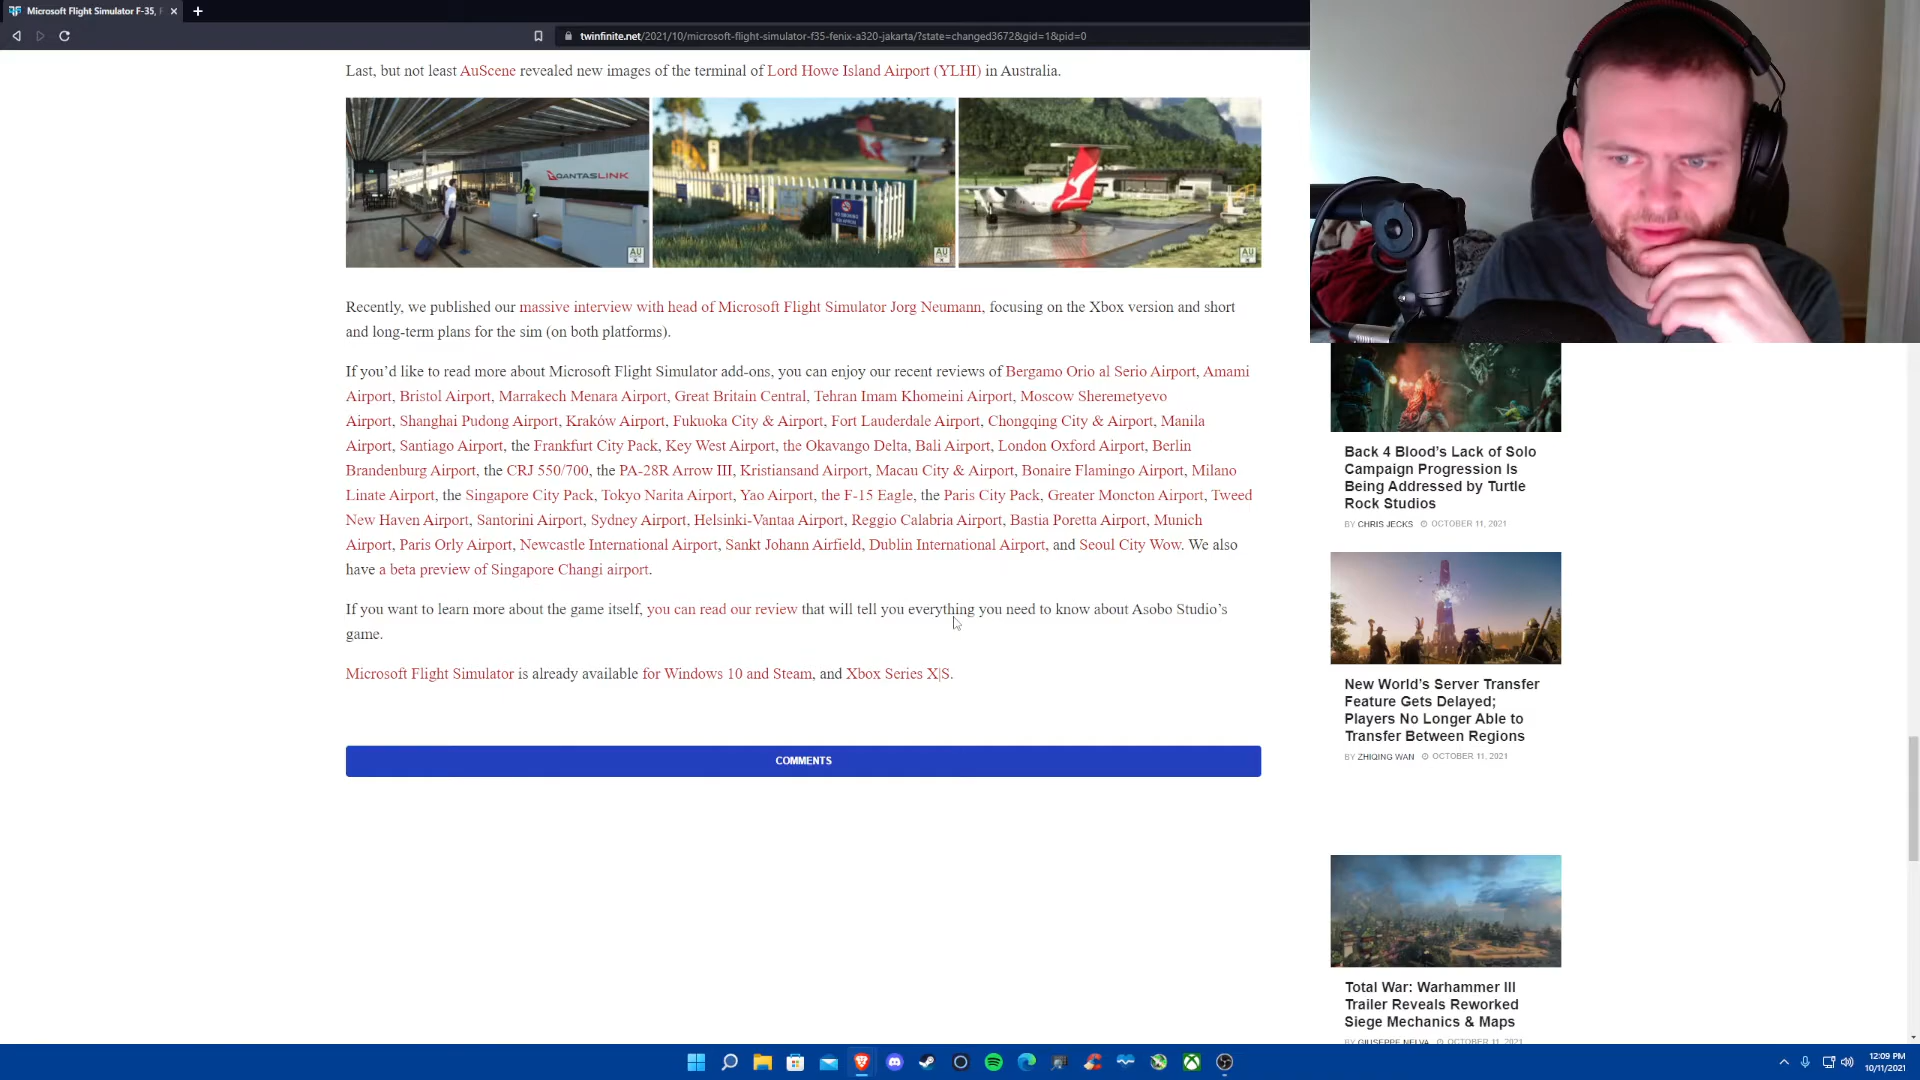 Microsoft Flight Simulator F-35, F
twinfinite.net/2021/10/microsoft-flight-simulator-f35-fenix-a320-jakarta/?state=changed3672&gid=1&pid=0
Last, but not least AuScene revealed new images of the terminal of Lord Howe Island Airport (YLHI) in Australia.
QANTASLINK
Recently, we published our massive interview with head of Microsoft Flight Simulator Jorg Neumann, focusing on the Xbox version and short
and long-term plans for the sim (on both platforms).
If you'd like to read more about Microsoft Flight Simulator add-ons, you can enjoy our recent reviews of Bergamo Orio al Serio Airport, Amami
Airport, Bristol Airport, Marrakech Menara Airport, Great Britain Central, Tehran Imam Khomeini Airport, Moscow Sheremetyevo
Airport, Shanghai Pudong Airport, Kraków Airport, Fukuoka City & Airport, Fort Lauderdale Airport, Chongqing City & Airport, Manila
Airport, Santiago Airport, the Frankfurt City Pack, Key West Airport, the Okavango Delta, Bali Airport, London Oxford Airport, Berlin
Brandenburg Airport, the CRJ 550/700, the PA-28R Arrow III, Kristiansand Airport, Macau City & Airport, Bonaire Flamingo Airport, Milano
Linate Airport, the Singapore City Pack, Tokyo Narita Airport, Yao Airport, the F-15 Eagle, the Paris City Pack, Greater Moncton Airport, Tweed
New Haven Airport, Santorini Airport, Sydney Airport, Helsinki-Vantaa Airport, Reggio Calabria Airport, Bastia Poretta Airport, Munich
Airport, Paris Orly Airport, Newcastle International Airport, Sankt Johann Airfield, Dublin International Airport, and Seoul City Wow. We also
have a beta preview of Singapore Changi airport.
If you want to learn more about the game itself, you can read our review that will tell you everything you need to know about Asobo Studio's
game.
Microsoft Flight Simulator is already available for Windows 10 and Steam, and Xbox Series X|S.
COMMENTS
Back 4 Blood's Lack of Solo
Campaign Progression Is
Being Addressed by Turtle
Rock Studios
BY CHRIS JECKS OCTOBER 11, 2021
New World's Server Transfer
Feature Gets Delayed;
Players No Longer Able to
Transfer Between Regions
BY ZHIQING WAN OCTOBER 11, 2021
Total War: Warhammer III
Trailer Reveals Reworked
Siege Mechanics & Maps
BY GIUSEPPE NELVA OCTOBER 11, 2021
12:09 PM
10/11/2021